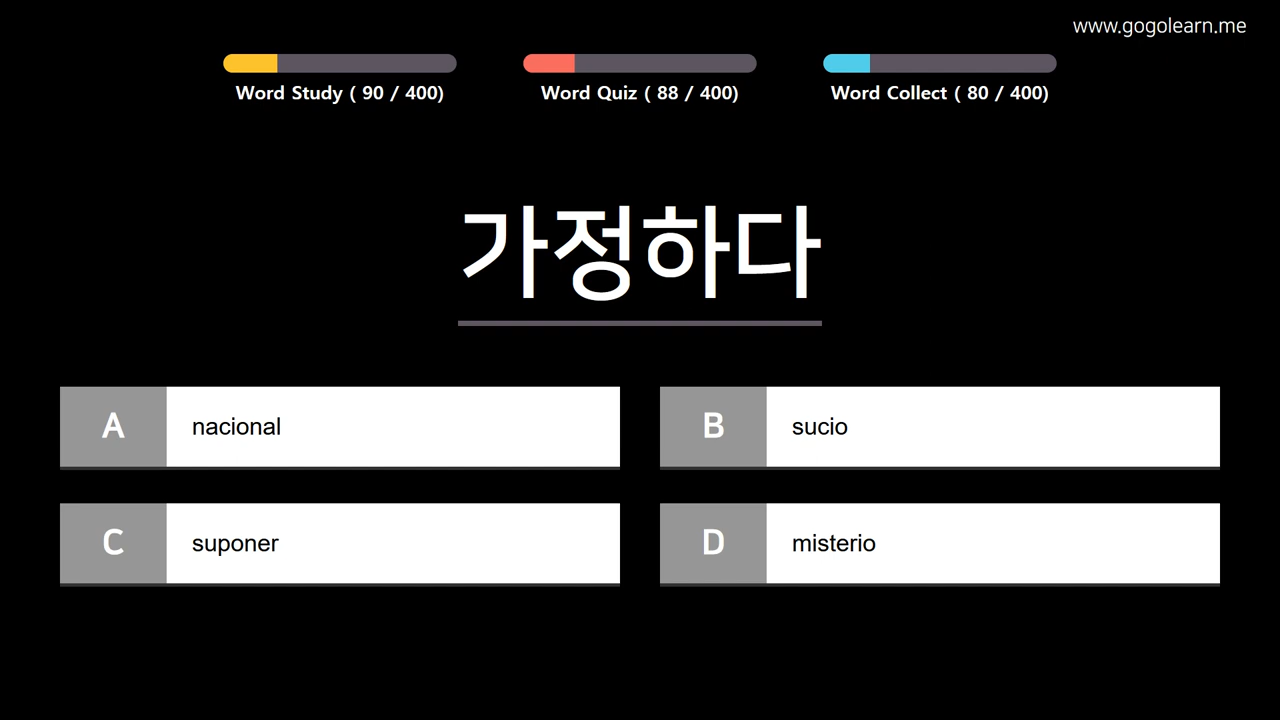 www.gogolearn.me
Word Study ( 90 / 400)
Word Quiz ( 88 / 400)
Word Collect ( 80 / 400)
가정하다
A nacional
B sucio
C suponer
D misterio